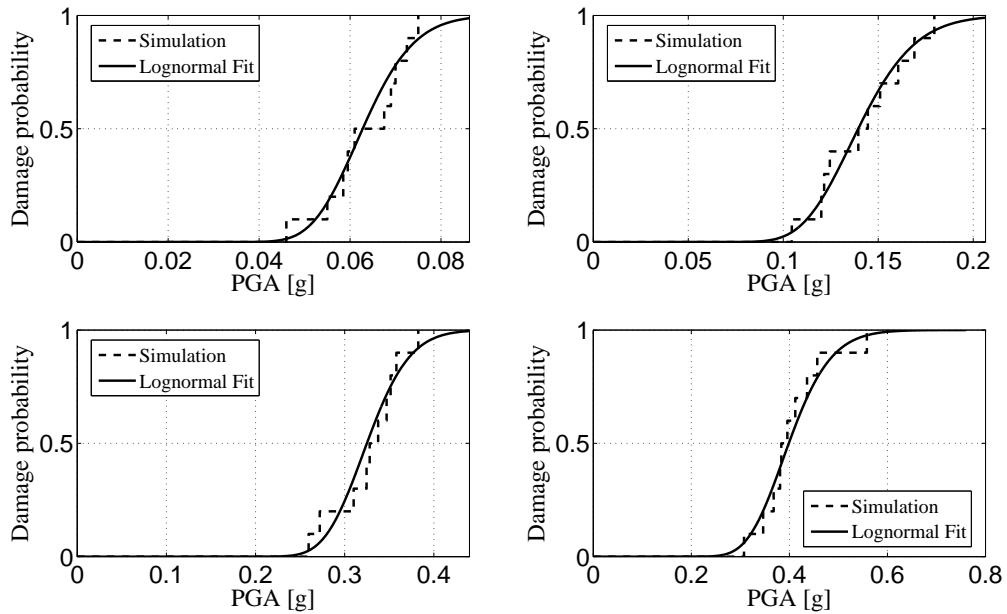 Damage probability
1
0.5
0
Simulation
Lognormal Fit
0 0.02 0.04 0.06 0.08
PGA [g]
Damage probability
1
0.5
0
Simulation
Lognormal Fit
0 0.05 0.1 0.15 0.2
PGA [g]
Damage probability
1
0.5
0
Simulation
Lognormal Fit
0 0.1 0.2 0.3 0.4
PGA [g]
Damage probability
1
0.5
0
Simulation
Lognormal Fit
0 0.2 0.4 0.6 0.8
PGA [g]